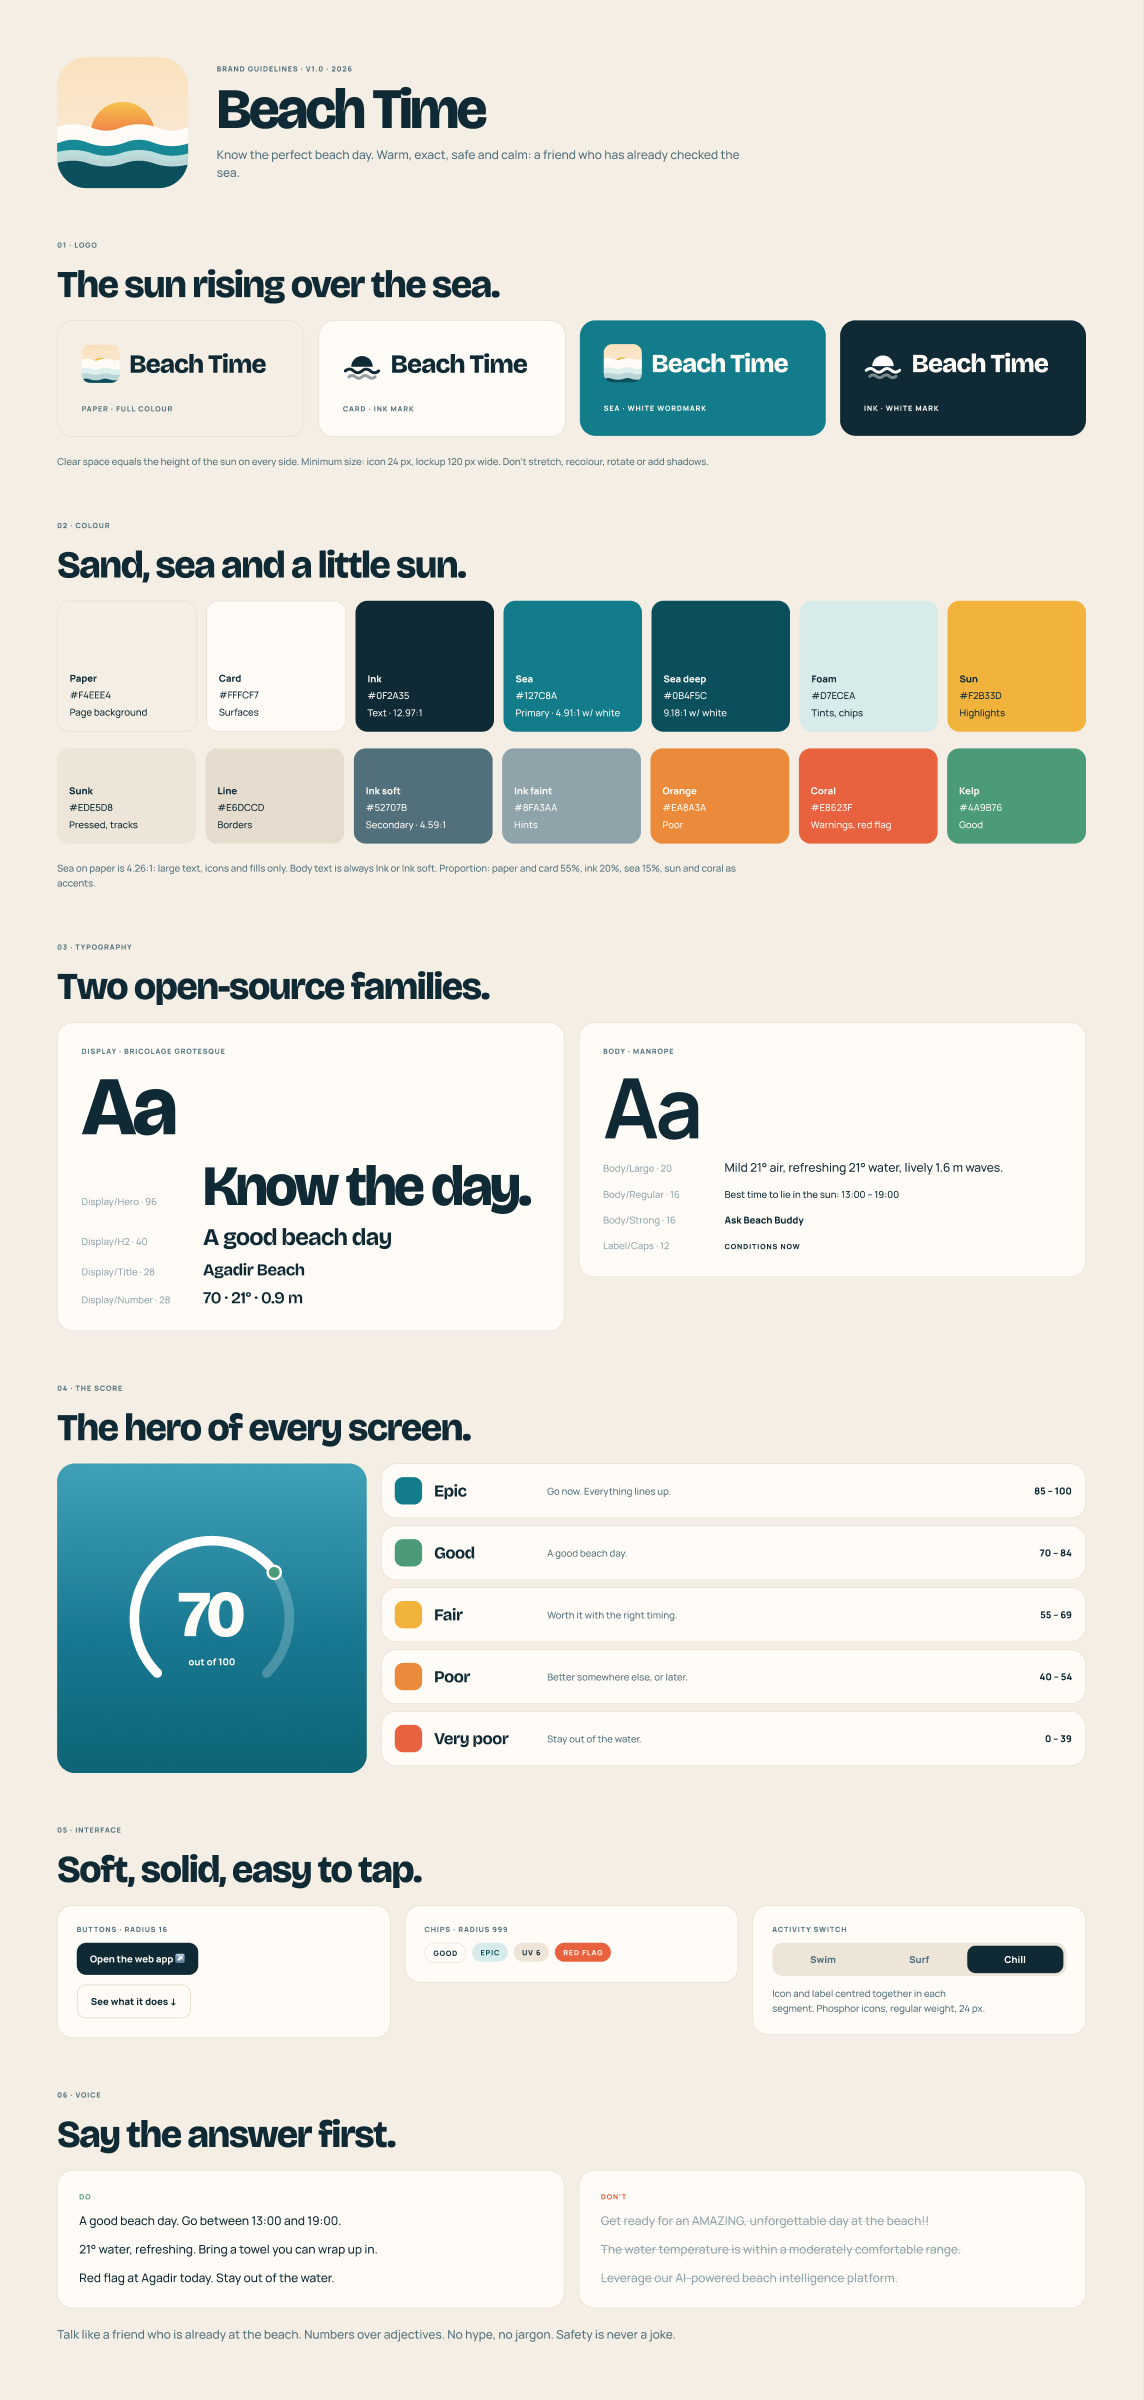 BRAND GUIDELINES · V1.0 · 2026
Beach Time
Know the perfect beach day. Warm, exact, safe and calm: a friend who has already checked the
sea.
01 · LOGO
The sun rising over the sea.
Beach Time
PAPER · FULL COLOUR
Beach Time
CARD · INK MARK
Beach Time
SEA · WHITE WORDMARK
Beach Time
INK · WHITE MARK
Clear space equals the height of the sun on every side. Minimum size: icon 24 px, lockup 120 px wide. Don't stretch, recolour, rotate or add shadows.
02 · COLOUR
Sand, sea and a little sun.
Paper
#F4EEE4
Page background
Card
#FFFCF7
Surfaces
Ink
#0F2A35
Text · 12.97:1
Sea
#127C8A
Primary · 4.91:1 w/ white
Sea deep
#0B4F5C
9.18:1 w/ white
Foam
#D7ECEA
Tints, chips
Sun
#F2B33D
Highlights
Sunk
#EDE5D8
Pressed, tracks
Line
#E6DCCD
Borders
Ink soft
#52707B
Secondary · 4.59:1
Ink faint
#8FA3AA
Hints
Orange
#EA8A3A
Poor
Coral
#E8623F
Warnings, red flag
Kelp
#4A9B76
Good
Sea on paper is 4.26:1: large text, icons and fills only. Body text is always Ink or Ink soft. Proportion: paper and card 55%, ink 20%, sea 15%, sun and coral as
accents.
03 · TYPOGRAPHY
Two open-source families.
DISPLAY · BRICOLAGE GROTESQUE
Aa
Display/Hero · 96 Know the day.
Display/H2 · 40 A good beach day
Display/Title · 28 Agadir Beach
Display/Number · 28 70 · 21° · 0.9 m
BODY · MANROPE
Aa
Body/Large · 20 Mild 21° air, refreshing 21° water, lively 1.6 m waves.
Body/Regular · 16 Best time to lie in the sun: 13:00 – 19:00
Body/Strong · 16 Ask Beach Buddy
Label/Caps · 12 CONDITIONS NOW
04 · THE SCORE
The hero of every screen.
70
out of 100
Epic Go now. Everything lines up. 85 – 100
Good A good beach day. 70 – 84
Fair Worth it with the right timing. 55 – 69
Poor Better somewhere else, or later. 40 – 54
Very poor Stay out of the water. 0 – 39
05 · INTERFACE
Soft, solid, easy to tap.
BUTTONS · RADIUS 16
Open the web app ↗
See what it does ↓
CHIPS · RADIUS 999
GOOD EPIC UV 6 RED FLAG
ACTIVITY SWITCH
Swim Surf Chill
Icon and label centred together in each
segment. Phosphor icons, regular weight, 24 px.
06 · VOICE
Say the answer first.
DO
A good beach day. Go between 13:00 and 19:00.
21° water, refreshing. Bring a towel you can wrap up in.
Red flag at Agadir today. Stay out of the water.
DON'T
Get ready for an AMAZING, unforgettable day at the beach!!
The water temperature is within a moderately comfortable range.
Leverage our AI-powered beach intelligence platform.
Talk like a friend who is already at the beach. Numbers over adjectives. No hype, no jargon. Safety is never a joke.